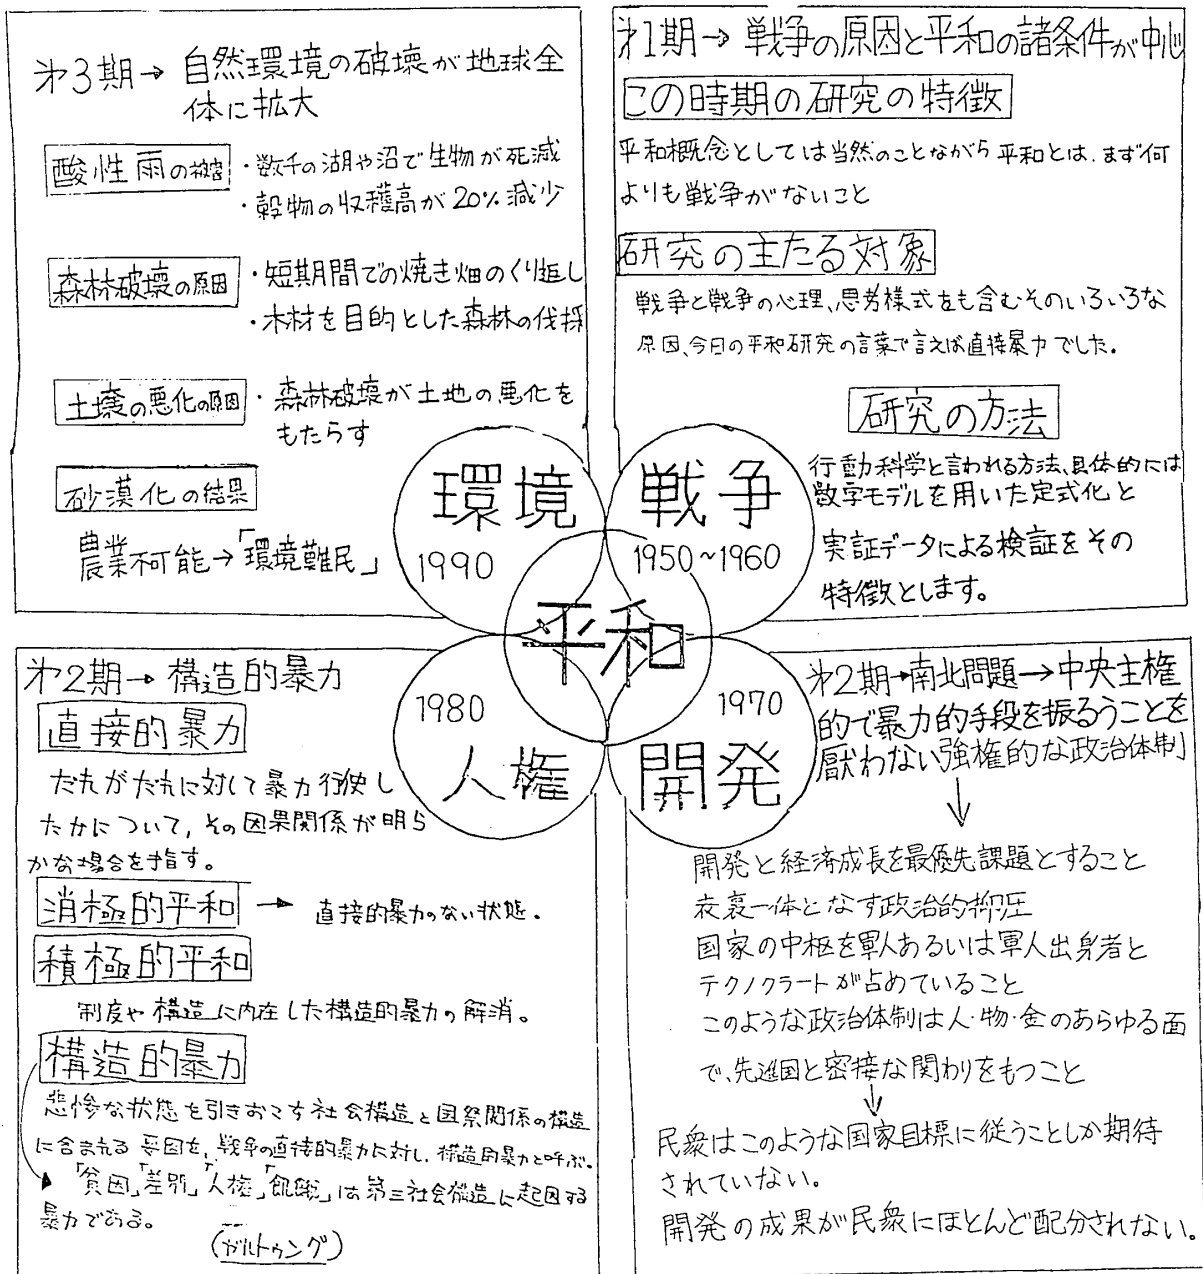 第1期→ 戦争の原因と平和の諸条件が中心
この時期の研究の特徴
平和概念としては当然のことながら平和とは、まず何
よりも戦争がないこと
研究の主たる対象
戦争と戦争の心理、思考様式をも含むそのいろいろな
原因、今日の平和研究の言葉で言えば直接暴力でした。
研究の方法
行動科学と言われる方法、具体的には
数字モデルを用いた定式化と
実証データによる検証をその
特徴とします。
第3期→ 自然環境の破壊が地球全
体に拡大
酸性雨の被害
・数千の湖や沼で生物が死滅
・穀物の収穫高が20%減少
森林破壊の原因
・短期間での焼き畑のくり返し
・木材を目的とした森林の伐採
土壌の悪化の原因
・森林破壊が土地の悪化を
もたらす
砂漠化の結果
農業不可能→「環境難民」
環境
1990
戦争
1950~1960
平和
1980
人権
1970
開発
第2期→構造的暴力
直接的暴力
だれがだれに対して暴力行使し
たかについて,その因果関係が明ら
かな場合を指す。
消極的平和 → 直接的暴力のない状態。
積極的平和
制度や構造に内在した構造的暴力の解消。
構造的暴力
悲惨な状態を引きおこす社会構造と国際関係の構造
に含まれる要因を,戦争の直接的暴力に対し,構造的暴力と呼ぶ。
「貧困」「差別」「人権」「飢餓」は第三社会構造に起因する
暴力である。
(ガルトゥング)
第2期→南北問題→中央主権
的で暴力的手段を振るうことを
厭わない強権的な政治体制
↓
開発と経済成長を最優先課題とすること
表裏一体となす政治的抑圧
国家の中枢を軍人あるいは軍人出身者と
テクノクラートが占めていること
このような政治体制は人・物・金のあらゆる面
で、先進国と密接な関わりをもつこと
↓
民衆はこのような国家目標に従うことしか期待
されていない。
開発の成果が民衆にほとんど配分されない。